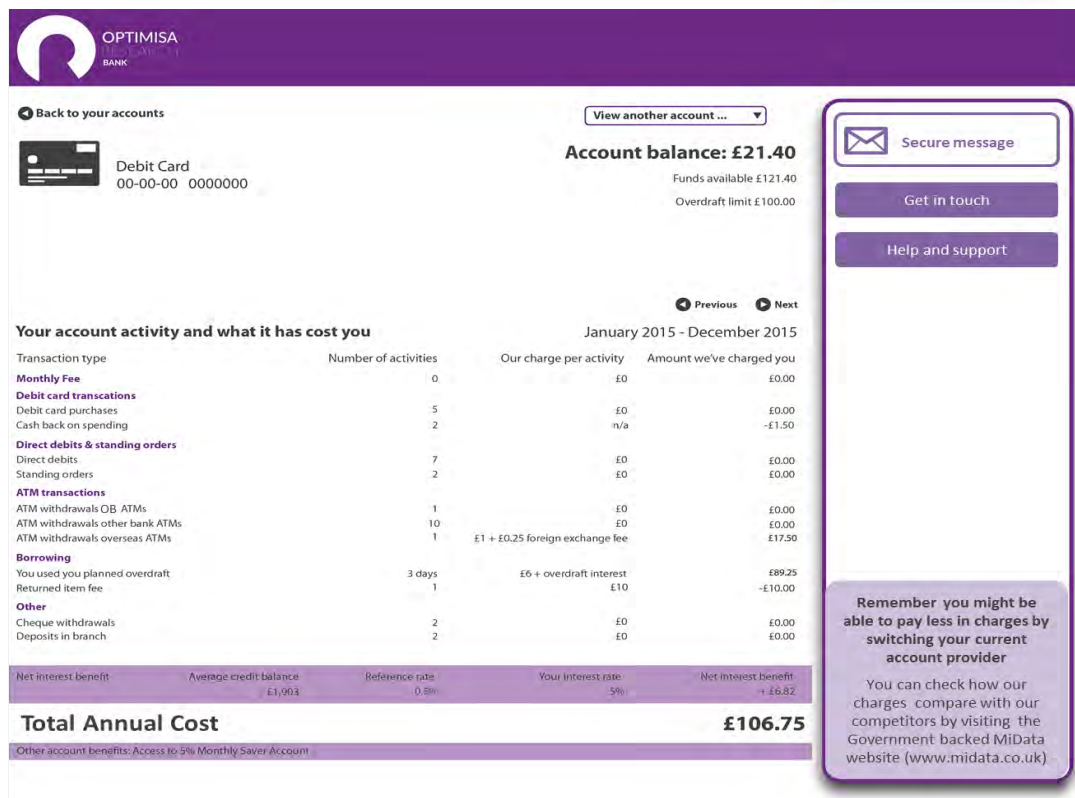 OPTIMISA
RESEARCH
BANK
Back to your accounts
View another account ...
Debit Card
00-00-00 0000000
Account balance: £21.40
Funds available £121.40
Overdraft limit £100.00
Secure message
Get in touch
Help and support
Previous Next
Your account activity and what it has cost you January 2015 - December 2015
Transaction type Number of activities Our charge per activity Amount we've charged you
Monthly Fee 0 £0 £0.00
Debit card transcations
Debit card purchases 5 £0 £0.00
Cash back on spending 2 n/a -£1.50
Direct debits & standing orders
Direct debits 7 £0 £0.00
Standing orders 2 £0 £0.00
ATM transactions
ATM withdrawals OB ATMs 1 £0 £0.00
ATM withdrawals other bank ATMs 10 £0 £0.00
ATM withdrawals overseas ATMs 1 £1 + £0.25 foreign exchange fee £17.50
Borrowing
You used you planned overdraft 3 days £6 + overdraft interest £89.25
Returned item fee 1 £10 -£10.00
Other
Cheque withdrawals 2 £0 £0.00
Deposits in branch 2 £0 £0.00
Net interest benefit Average credit balance Reference rate Your interest rate Net interest benefit
£1,903 0.5% 5% + £6.82
Total Annual Cost £106.75
Other account benefits: Access to 5% Monthly Saver Account
Remember you might be
able to pay less in charges by
switching your current
account provider
You can check how our
charges compare with our
competitors by visiting the
Government backed MiData
website (www.midata.co.uk)